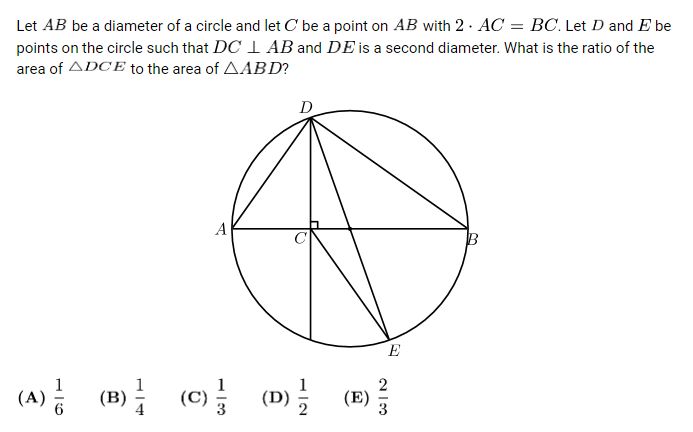 Let AB be a diameter of a circle and let C be a point on AB with 2 · AC = BC. Let D and E be
points on the circle such that DC ⊥ AB and DE is a second diameter. What is the ratio of the
area of △DCE to the area of △ABD?
D
A
C
B
E
(A) 1/6 (B) 1/4 (C) 1/3 (D) 1/2 (E) 2/3